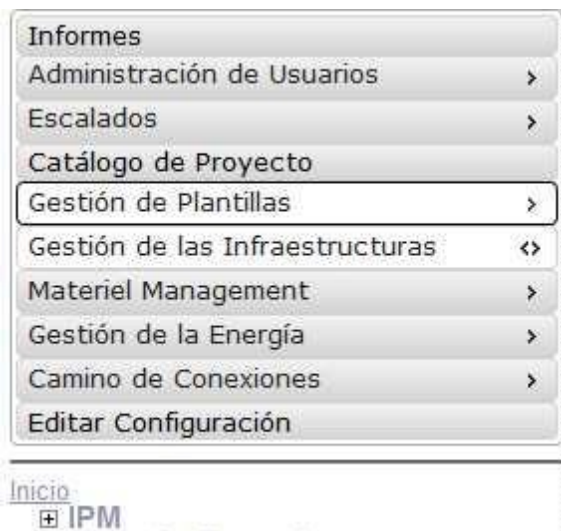 Informes
Administración de Usuarios ›
Escalados ›
Catálogo de Proyecto
Gestión de Plantillas ›
Gestión de las Infraestructuras ‹›
Materiel Management ›
Gestión de la Energía ›
Camino de Conexiones ›
Editar Configuración
Inicio
IPM